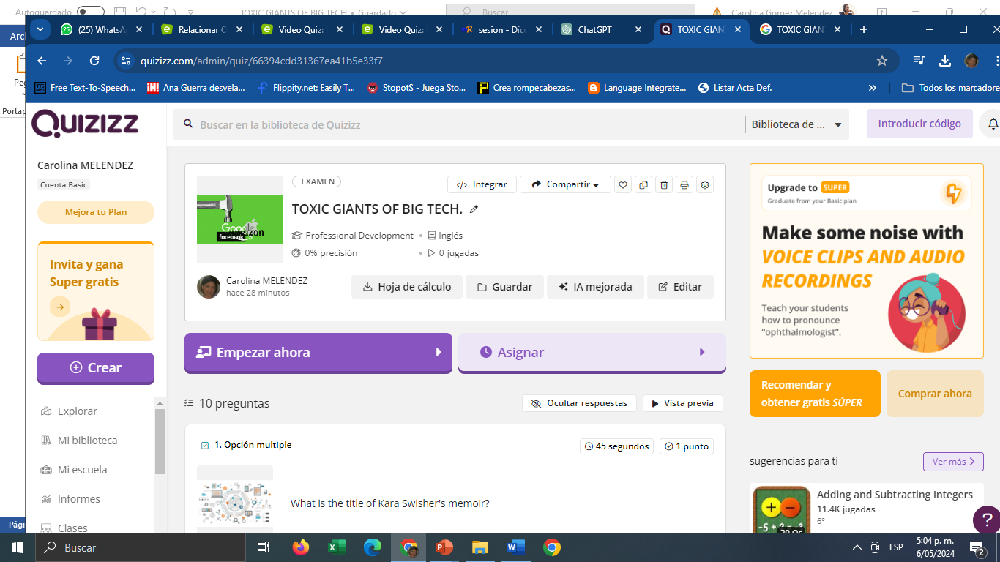 Autoguardado
TOXIC GIANTS OF BIG TECH. • Guardado
Buscar
Carolina Gomez Melendez
(25) WhatsA
Relacionar C
Video Quiz:
Video Quiz:
sesion - Dicc
ChatGPT
TOXIC GIAN
TOXIC GIAN
quizizz.com/admin/quiz/66394cdd31367ea41b5e33f7
Free Text-To-Speech...
Ana Guerra desvela...
Flippity.net: Easily T...
StopotS - Juega Sto...
Crea rompecabezas...
Language Integrate...
Listar Acta Def.
Todos los marcadore
Arc
Pe
Portap
QUIZIZZ
Buscar en la biblioteca de Quizizz
Biblioteca de ...
Introducir código
Carolina MELENDEZ
Cuenta Basic
Mejora tu Plan
Invita y gana
Super gratis
Crear
Explorar
Mi biblioteca
Mi escuela
Informes
Clases
EXAMEN
Integrar
Compartir
TOXIC GIANTS OF BIG TECH.
Google
facebook
Professional Development • Inglés
0% precisión • 0 jugadas
Carolina MELENDEZ
hace 28 minutos
Hoja de cálculo
Guardar
IA mejorada
Editar
Empezar ahora
Asignar
10 preguntas
Ocultar respuestas
Vista previa
1. Opción multiple
45 segundos
1 punto
What is the title of Kara Swisher's memoir?
Upgrade to SUPER
Graduate from your Basic plan
Make some noise with
VOICE CLIPS AND AUDIO
RECORDINGS
Teach your students
how to pronounce
“ophthalmologist”.
Recomendar y
obtener gratis SÚPER
Comprar ahora
sugerencias para ti
Ver más
Adding and Subtracting Integers
11.4K jugadas
6º
?
Pági
Buscar
ESP
5:04 p. m.
6/05/2024
2